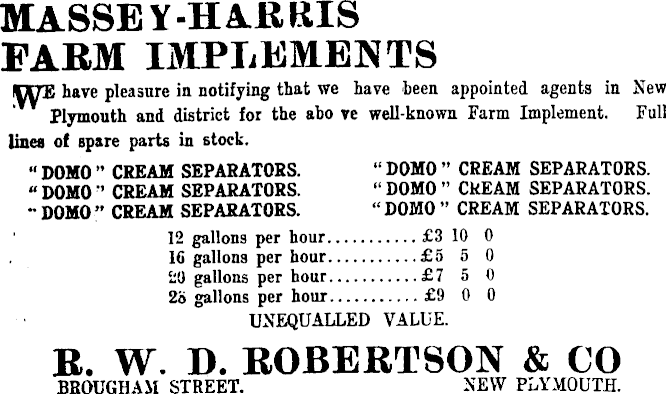 MASSEY-HARRIS
FARM IMPLEMENTS
WE have pleasure in notifying that we have been appointed agents in New
Plymouth and district for the above well-known Farm Implement. Full
lines of spare parts in stock.
"DOMO" CREAM SEPARATORS. "DOMO" CREAM SEPARATORS.
"DOMO" CREAM SEPARATORS. "DOMO" CREAM SEPARATORS.
"DOMO" CREAM SEPARATORS. "DOMO" CREAM SEPARATORS.
12 gallons per hour...........£3 10 0
16 gallons per hour...........£5 5 0
gallons per hour...........£7 5 0
gallons per hour...........£9 0 0
UNEQUALLED VALUE.
R. W. D. ROBERTSON & CO
BROUGHAM STREET. NEW PLYMOUTH.